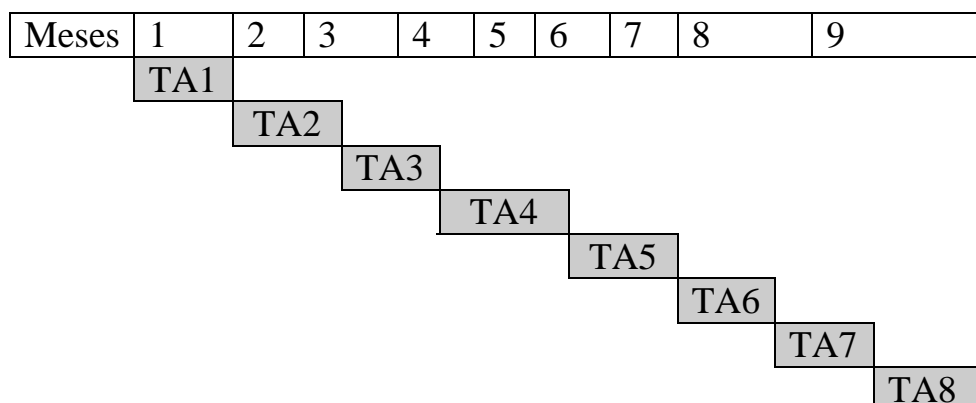 Meses 1 2 3 4 5 6 7 8 9
TA1
TA2
TA3
TA4
TA5
TA6
TA7
TA8